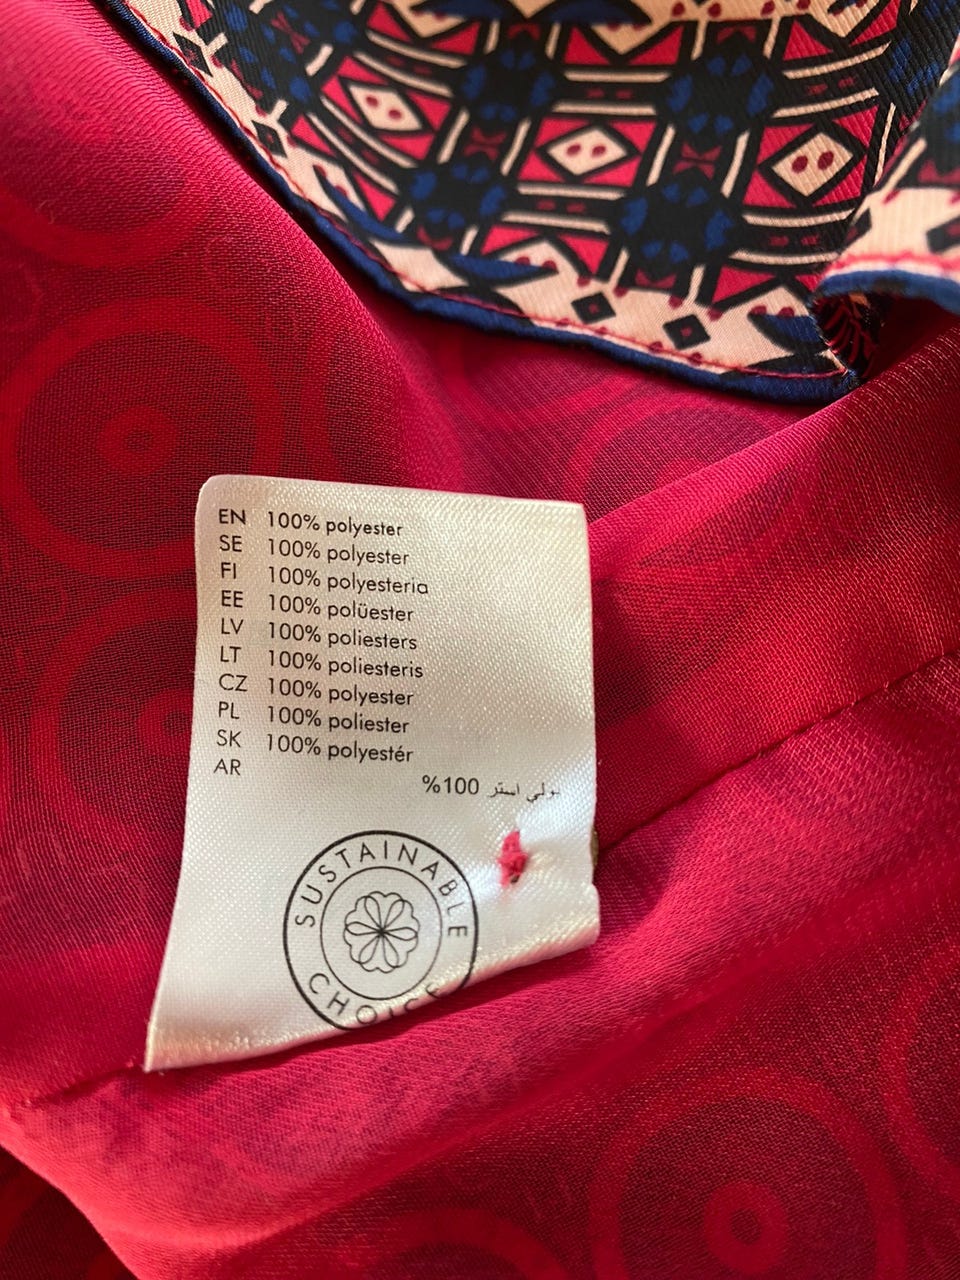 EN 100% polyester
SE 100% polyester
FI 100% polyesteria
EE 100% polüester
LV 100% poliesters
LT 100% poliesteris
CZ 100% polyester
PL 100% poliester
SK 100% polyestér
AR
بولي استر 100%
SUSTAINABLE
CHOICE